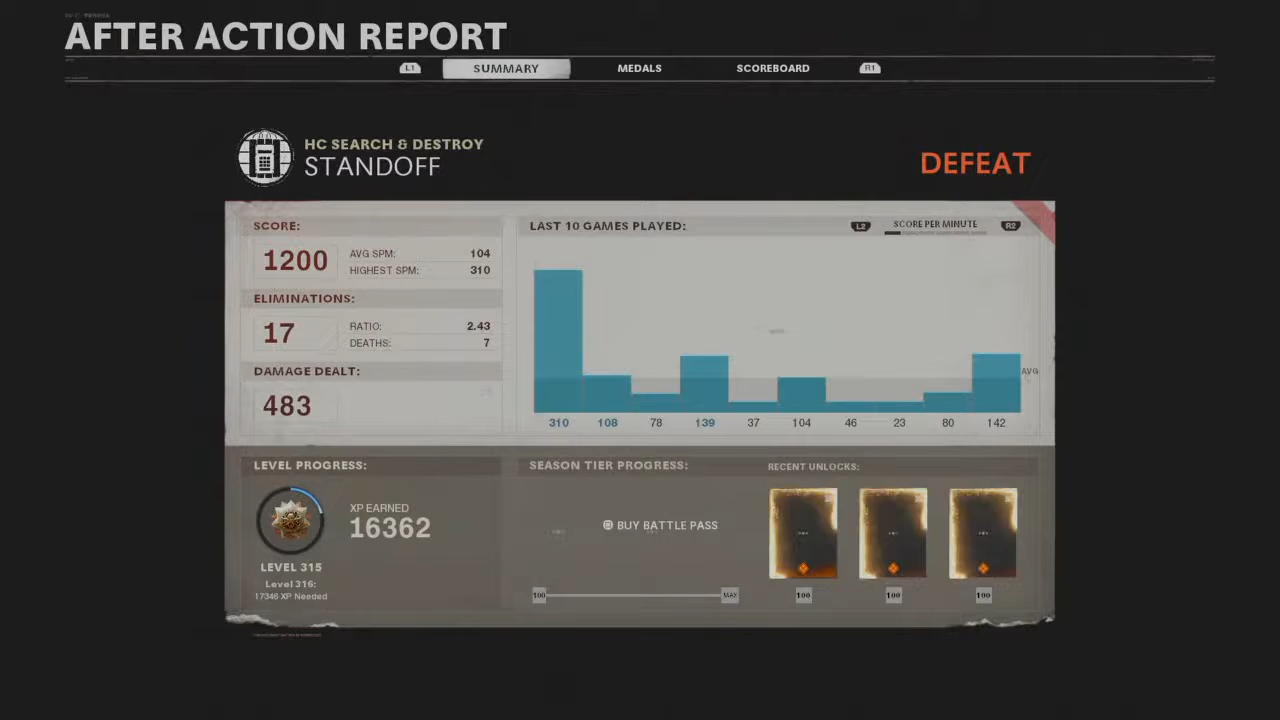 AFTER ACTION REPORT
L1 SUMMARY MEDALS SCOREBOARD R1
HC SEARCH & DESTROY
STANDOFF
DEFEAT
SCORE:
1200
AVG SPM: 104
HIGHEST SPM: 310
ELIMINATIONS:
17
RATIO: 2.43
DEATHS: 7
DAMAGE DEALT:
483
LAST 10 GAMES PLAYED:
L2 SCORE PER MINUTE R2
AVG
310 108 78 139 37 104 46 23 80 142
LEVEL PROGRESS:
XP EARNED
16362
LEVEL 315
Level 316:
17346 XP Needed
SEASON TIER PROGRESS:
BUY BATTLE PASS
100 MAX
RECENT UNLOCKS:
100 100 100